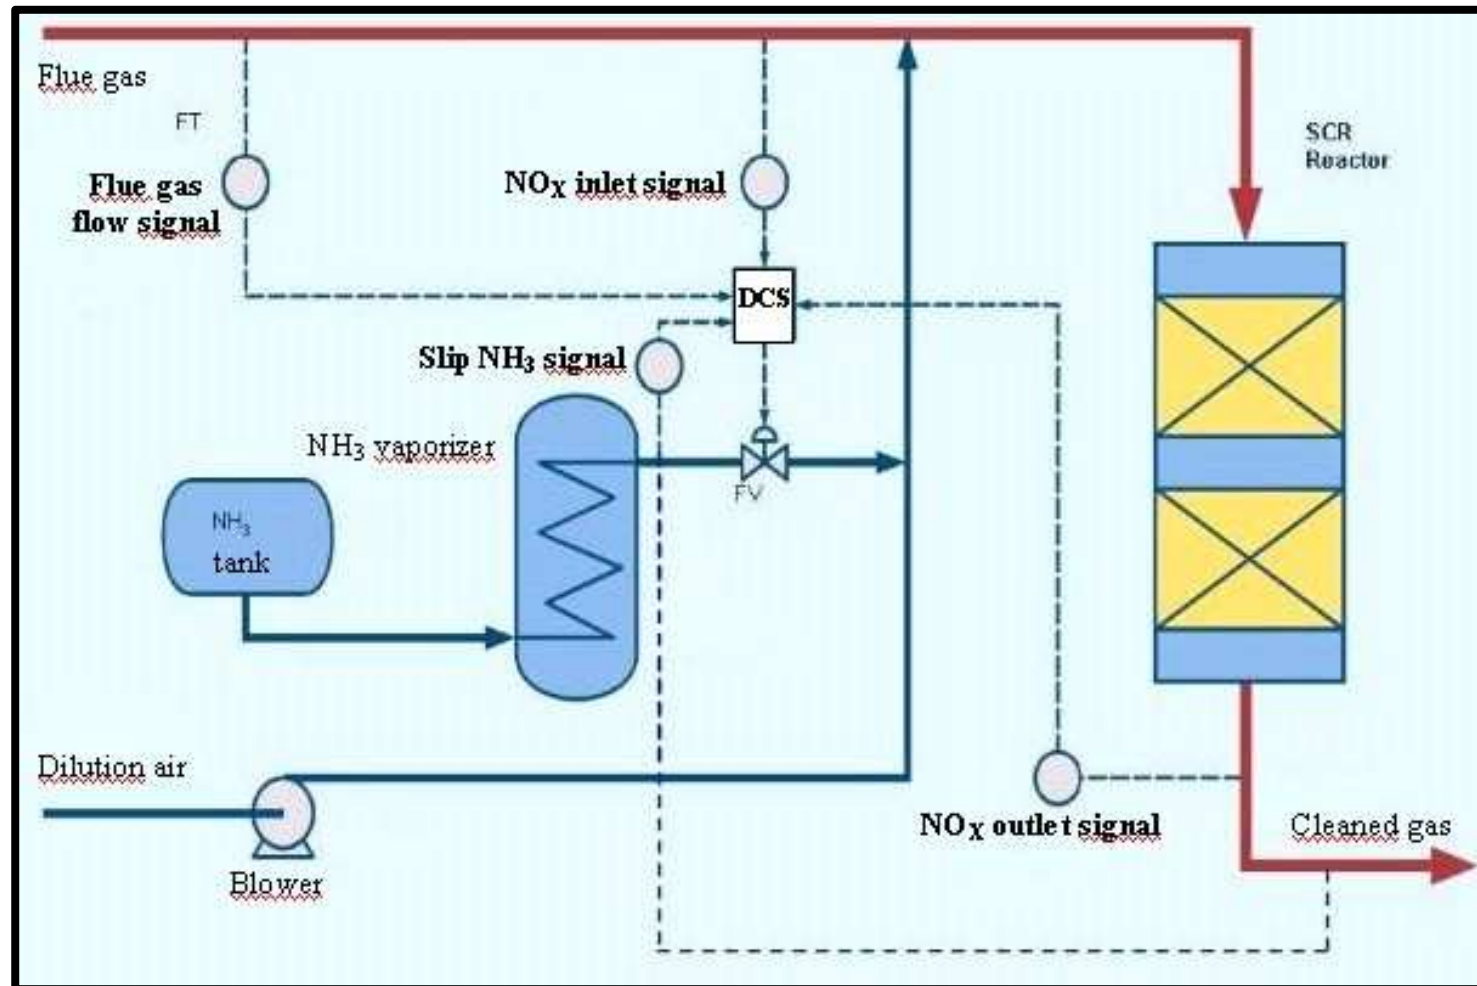 Flue gas
FT
Flue gas
flow signal
NOX inlet signal
SCR
Reactor
DCS
Slip NH3 signal
NH3 vaporizer
FV
NH3
tank
Dilution air
Blower
NOX outlet signal
Cleaned gas